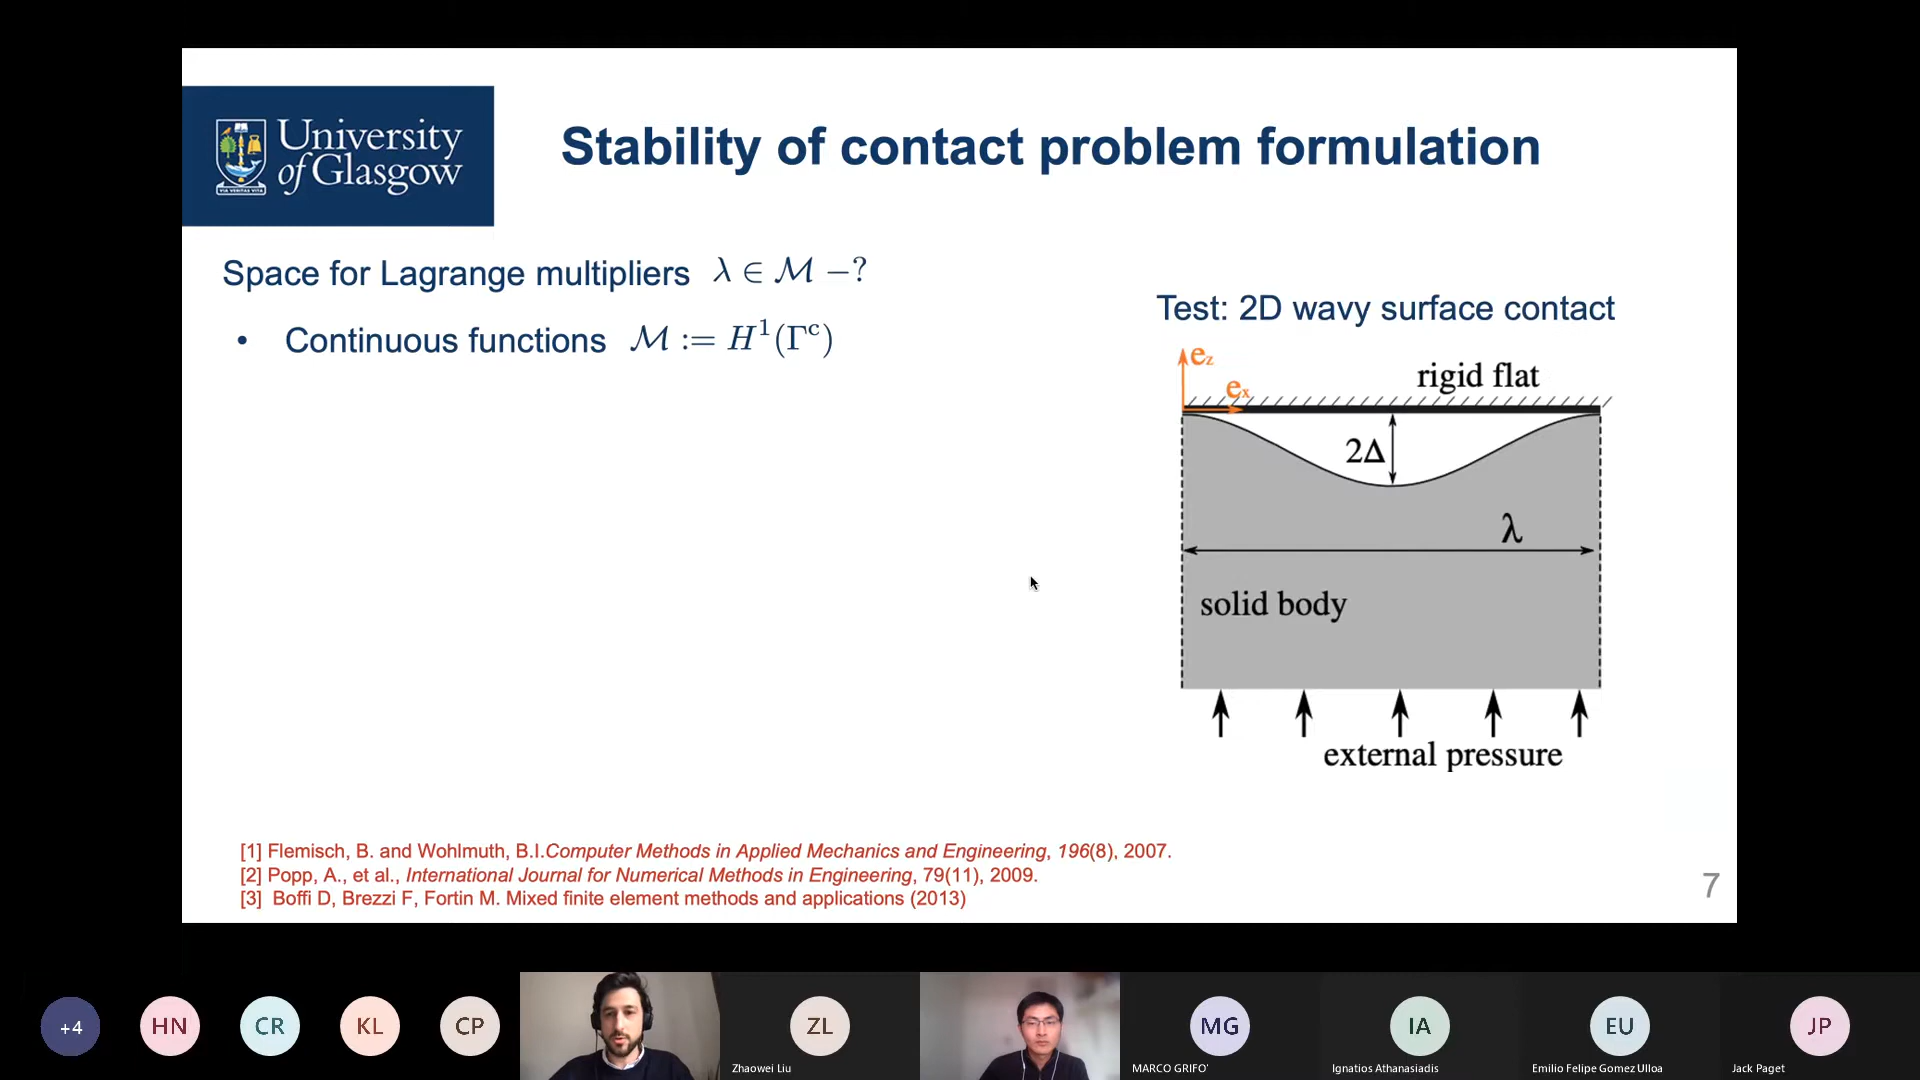 University
of Glasgow
Stability of contact problem formulation
Space for Lagrange multipliers λ ∈ ℳ −?
• Continuous functions ℳ := H¹(Γᶜ)
Test: 2D wavy surface contact
e_z
e_x
rigid flat
2Δ
λ
solid body
external pressure
[1] Flemisch, B. and Wohlmuth, B.I.Computer Methods in Applied Mechanics and Engineering, 196(8), 2007.
[2] Popp, A., et al., International Journal for Numerical Methods in Engineering, 79(11), 2009.
[3] Boffi D, Brezzi F, Fortin M. Mixed finite element methods and applications (2013)
7
+4
HN
CR
KL
CP
ZL
Zhaowei Liu
MG
MARCO GRIFO'
IA
Ignatios Athanasiadis
EU
Emilio Felipe Gomez Ulloa
JP
Jack Paget